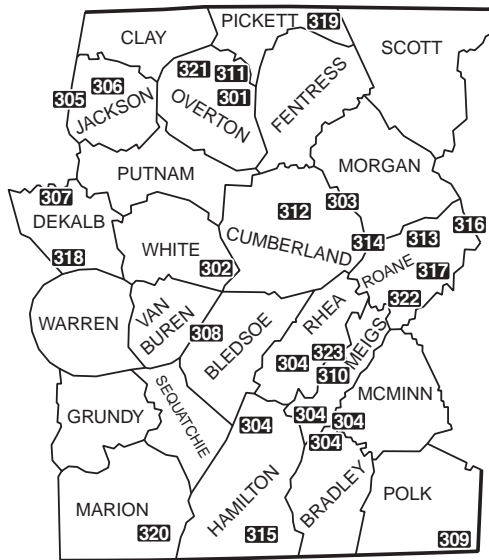 PICKETT 319
CLAY
SCOTT
321 311
306
301
305
JACKSON
OVERTON
FENTRESS
MORGAN
PUTNAM
307
303
312
DEKALB
316
313
314
WHITE
CUMBERLAND
318
302
ROANE 317
322
WARREN
VAN
BUREN
308
BLEDSOE
RHEA
MEIGS
323
304
310
MCMINN
SEQUATCHIE
GRUNDY
304
304
304
304
HAMILTON
BRADLEY
POLK
MARION
320
315
309